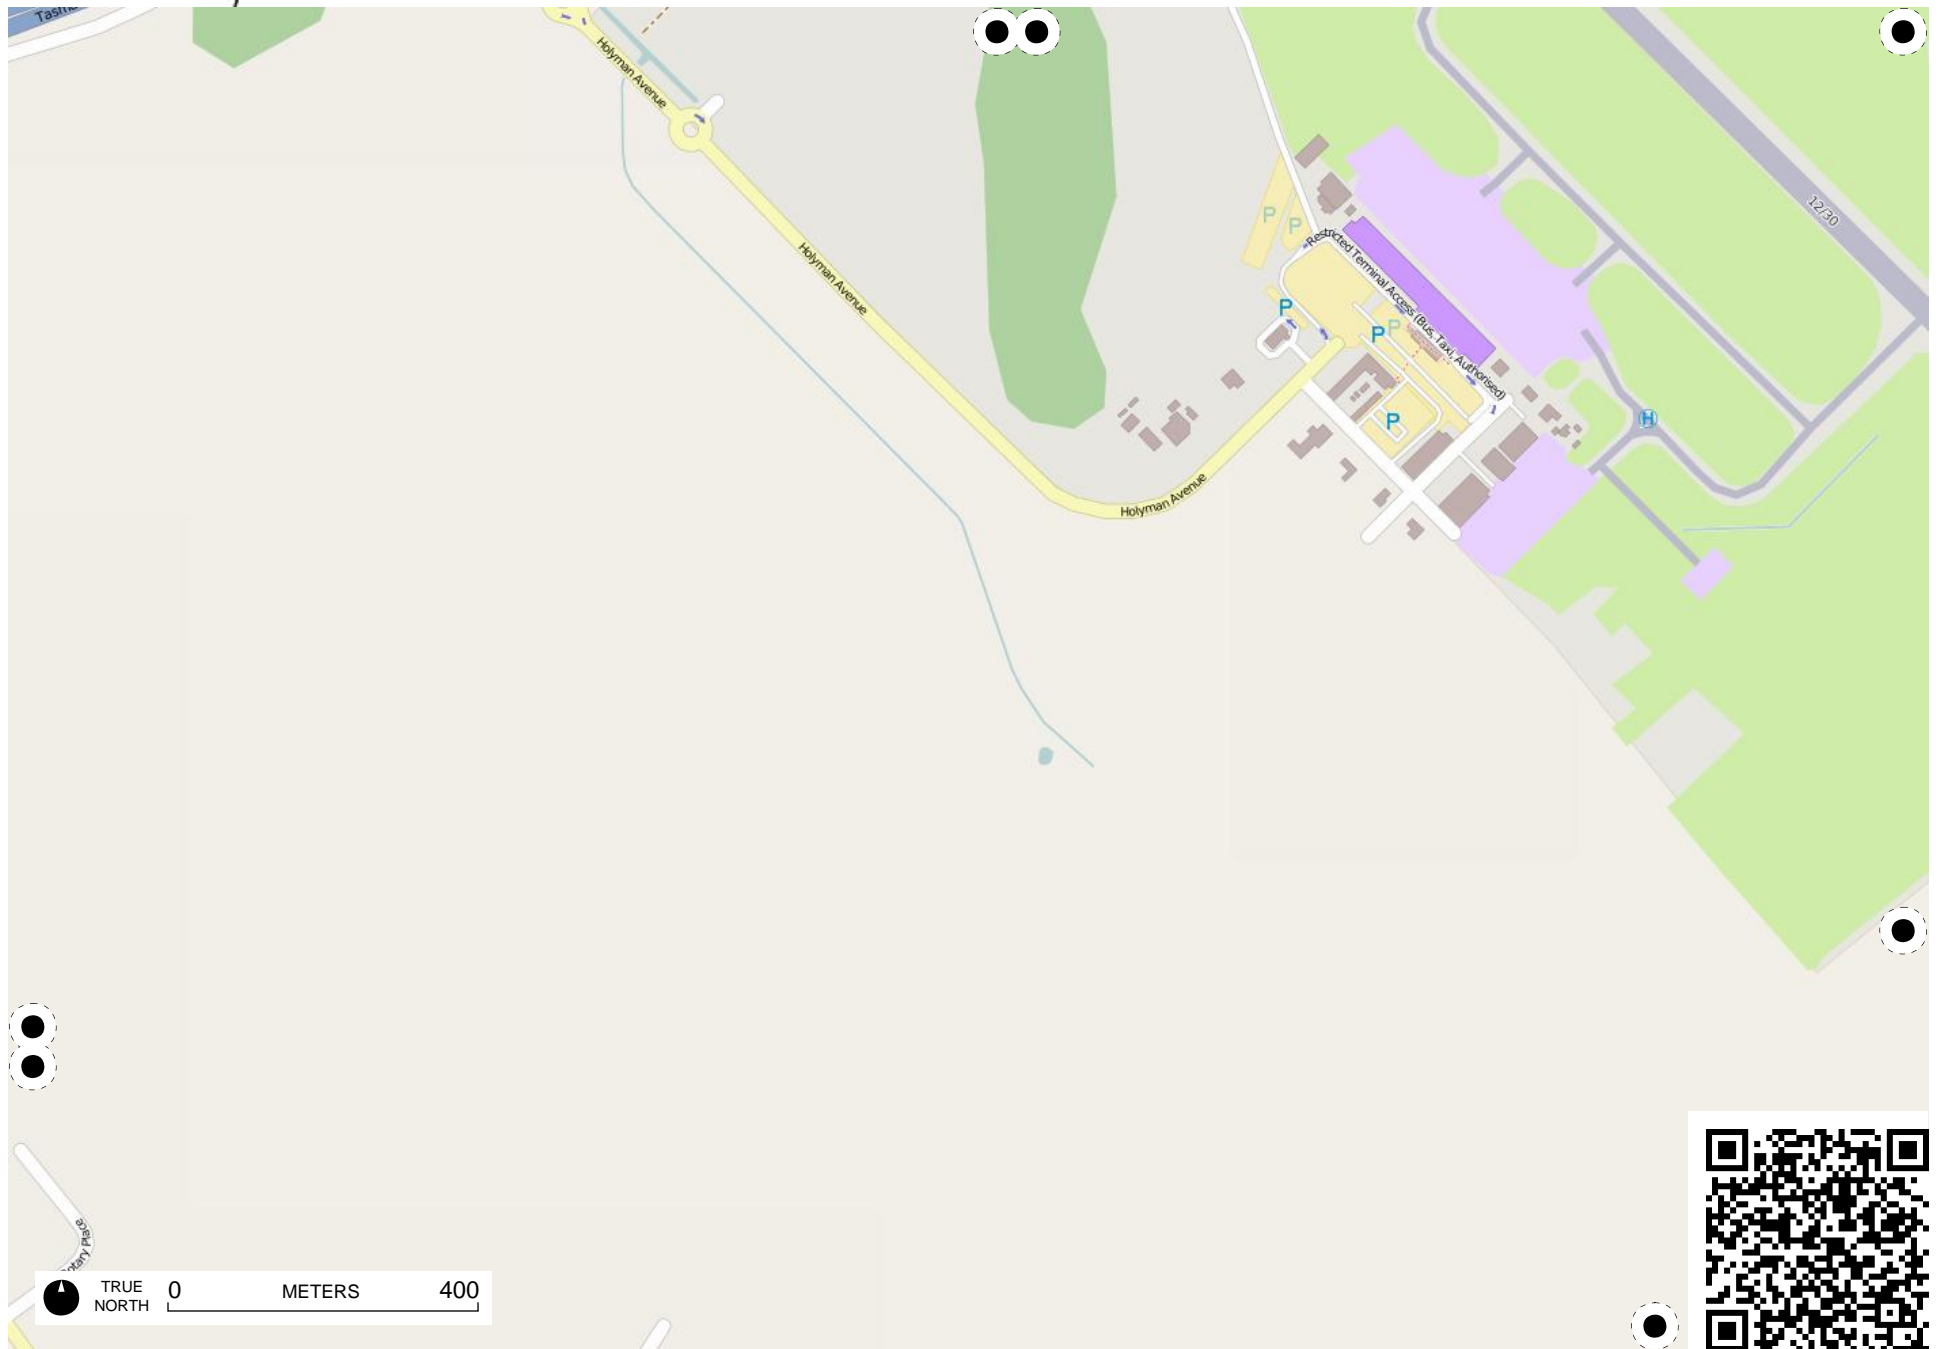 Holyman Avenue
Holyman Avenue
12/30
P
P
Restricted Terminal Access (Bus, Taxi, Authorised)
P
P
P
P
H
Holyman Avenue
TRUE
NORTH
0
METERS
400